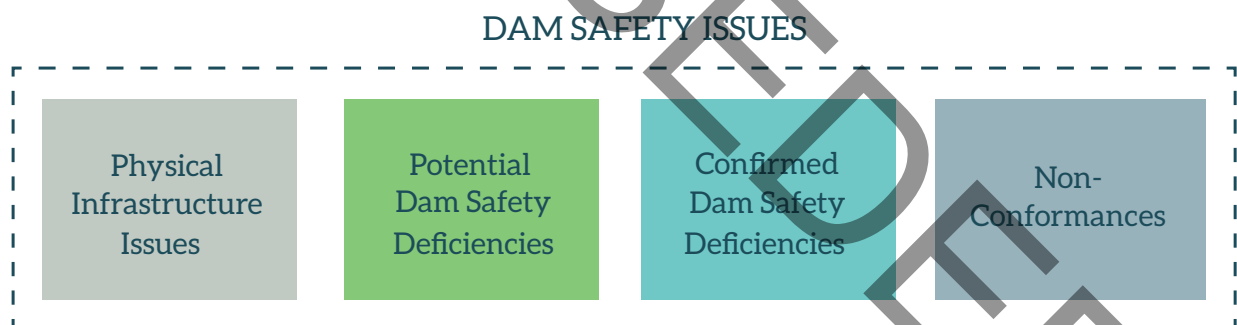 DAM SAFETY ISSUES
Physical
Infrastructure
Issues
Potential
Dam Safety
Deficiencies
Confirmed
Dam Safety
Deficiencies
Non-
Conformances